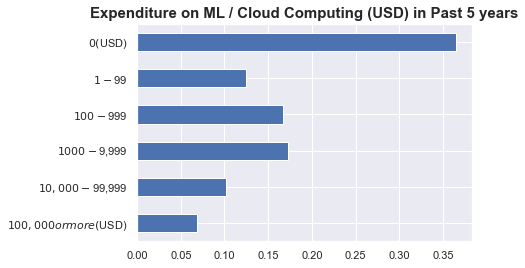 Expenditure on ML / Cloud Computing (USD) in Past 5 years
0(USD)
1 − 99
100 − 999
1000 − 9,999
10, 000 − 99,999
100, 000ormore(USD)
0.00 0.05 0.10 0.15 0.20 0.25 0.30 0.35